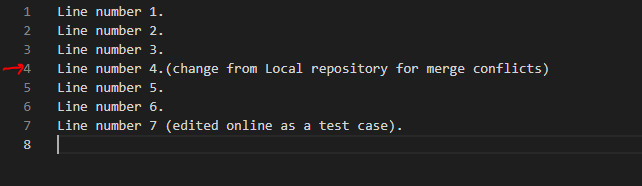 1 Line number 1.
2 Line number 2.
3 Line number 3.
4 Line number 4.(change from Local repository for merge conflicts)
5 Line number 5.
6 Line number 6.
7 Line number 7 (edited online as a test case).
8